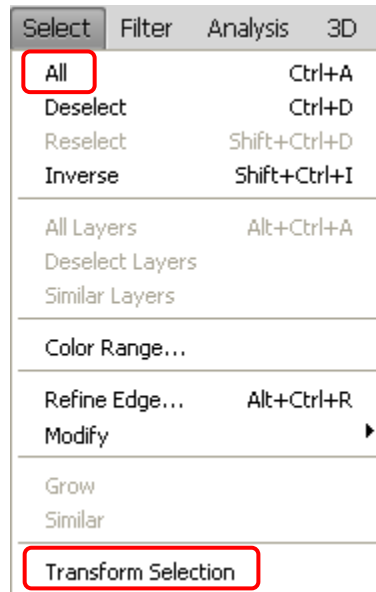 Select Filter Analysis 3D
All Ctrl+A
Deselect Ctrl+D
Reselect Shift+Ctrl+D
Inverse Shift+Ctrl+I
All Layers Alt+Ctrl+A
Deselect Layers
Similar Layers
Color Range...
Refine Edge... Alt+Ctrl+R
Modify
Grow
Similar
Transform Selection